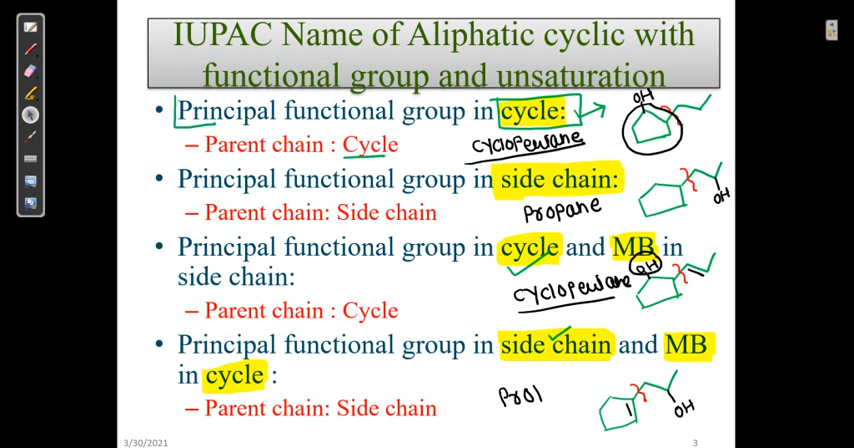 IUPAC Name of Aliphatic cyclic with
functional group and unsaturation
• Principal functional group in cycle:
OH
– Parent chain : Cycle
cyclopentane
• Principal functional group in side chain:
OH
– Parent chain: Side chain
Propane
• Principal functional group in cycle and MB in
side chain:
OH
cyclopentane
– Parent chain : Cycle
• Principal functional group in side chain and MB
in cycle :
Pro
OH
– Parent chain: Side chain
3/30/2021
3